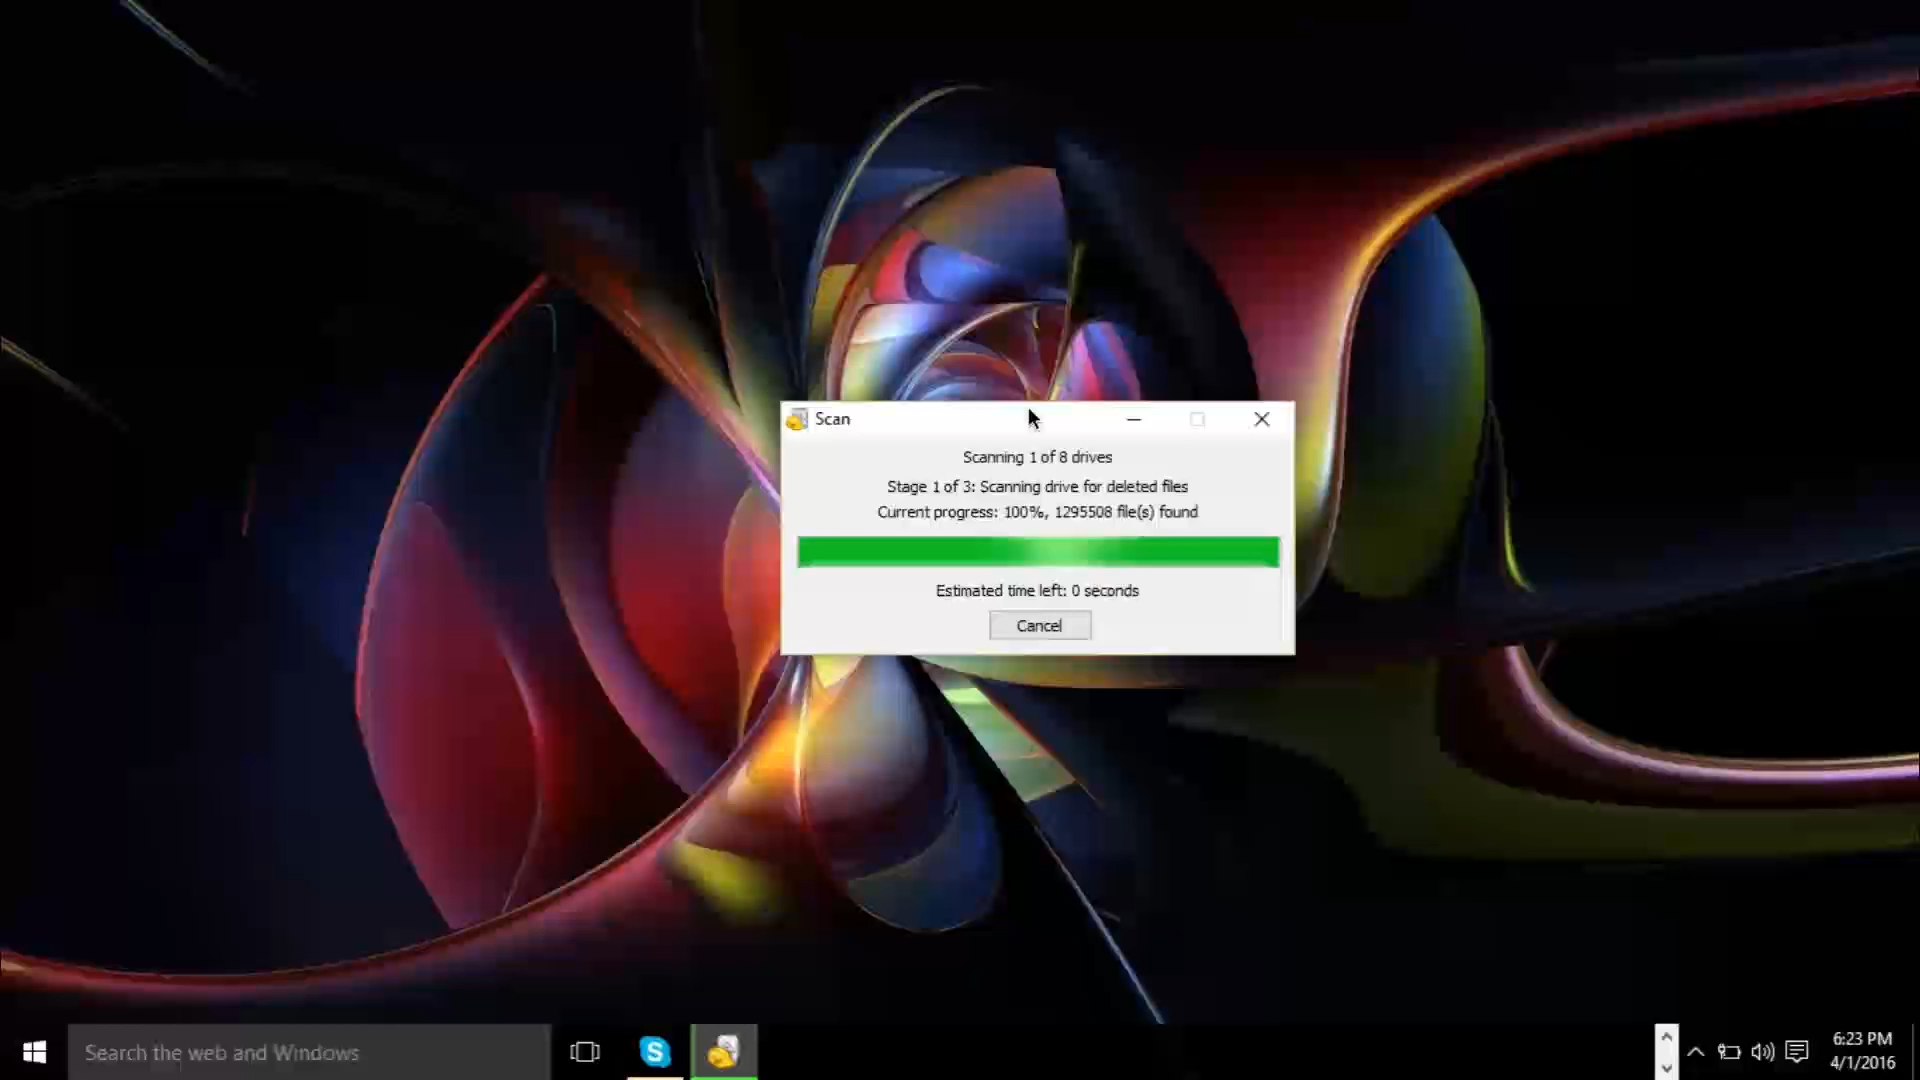 Scan
Scanning 1 of 8 drives
Stage 1 of 3: Scanning drive for deleted files
Current progress: 100%, 1295508 file(s) found
Estimated time left: 0 seconds
Cancel
Search the web and Windows
6:23 PM
4/1/2016